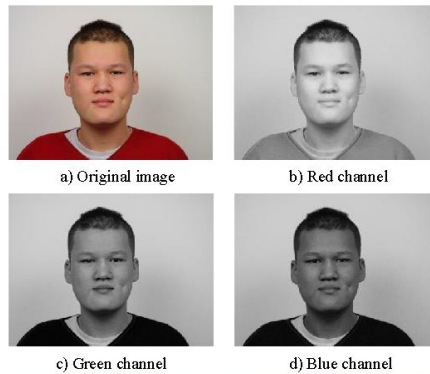 a) Original image
b) Red channel
c) Green channel
d) Blue channel